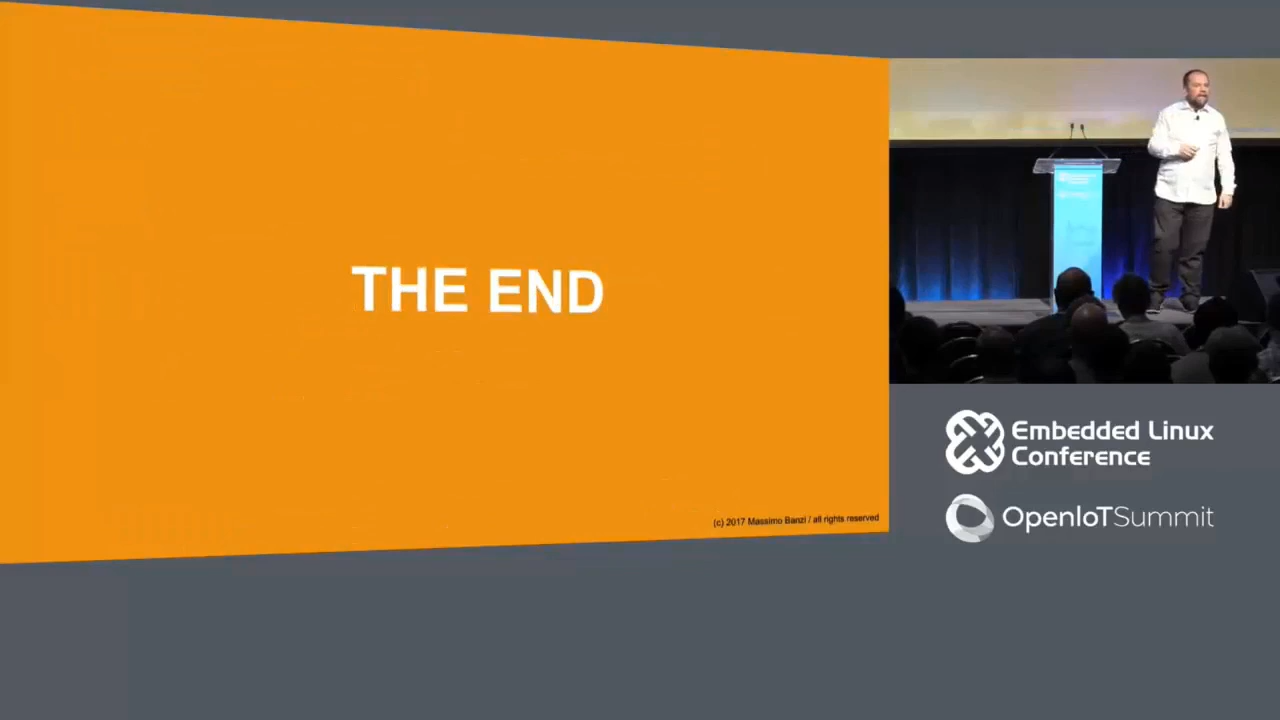 THE END
(c) 2017 Massimo Banzi / all rights reserved
Embedded Linux
Conference
OpenIoTSummit